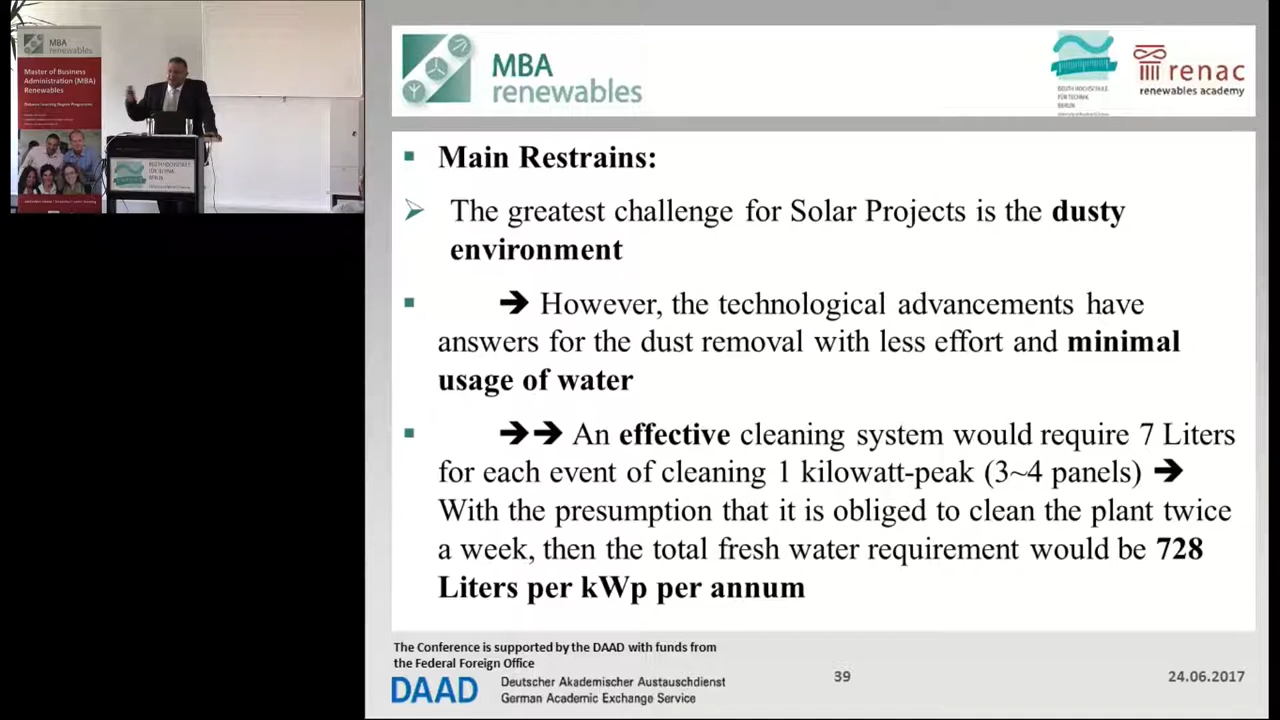 MBA
renewables
Master of Business
Administration (MBA)
Renewables
MBA
renewables
BEUTH HOCHSCHULE
FÜR TECHNIK
BERLIN
renac
renewables academy
Main Restrains:
The greatest challenge for Solar Projects is the dusty
environment
➔ However, the technological advancements have
answers for the dust removal with less effort and minimal
usage of water
➔➔ An effective cleaning system would require 7 Liters
for each event of cleaning 1 kilowatt-peak (3~4 panels) ➔
With the presumption that it is obliged to clean the plant twice
a week, then the total fresh water requirement would be 728
Liters per kWp per annum
The Conference is supported by the DAAD with funds from
the Federal Foreign Office
DAAD
Deutscher Akademischer Austauschdienst
German Academic Exchange Service
39
24.06.2017